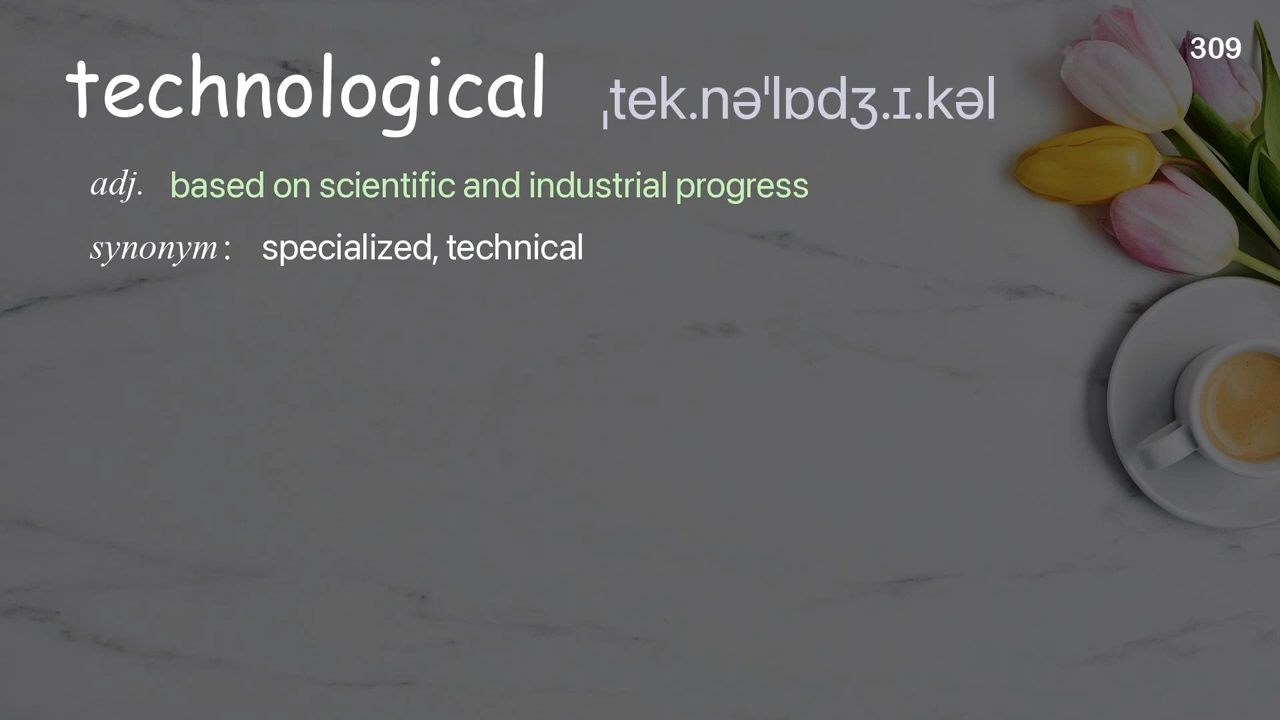 309
technological ˌtek.nəˈlɒdʒ.ɪ.kəl
adj. based on scientific and industrial progress
synonym: specialized, technical